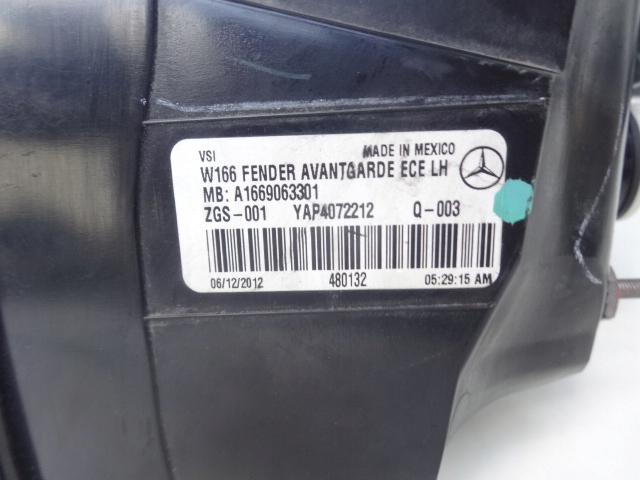 VSI MADE IN MEXICO
W166 FENDER AVANTGARDE ECE LH
MB: A1669063301
ZGS-001 YAP4072212 Q-003
06/12/2012 480132 05:29:15 AM